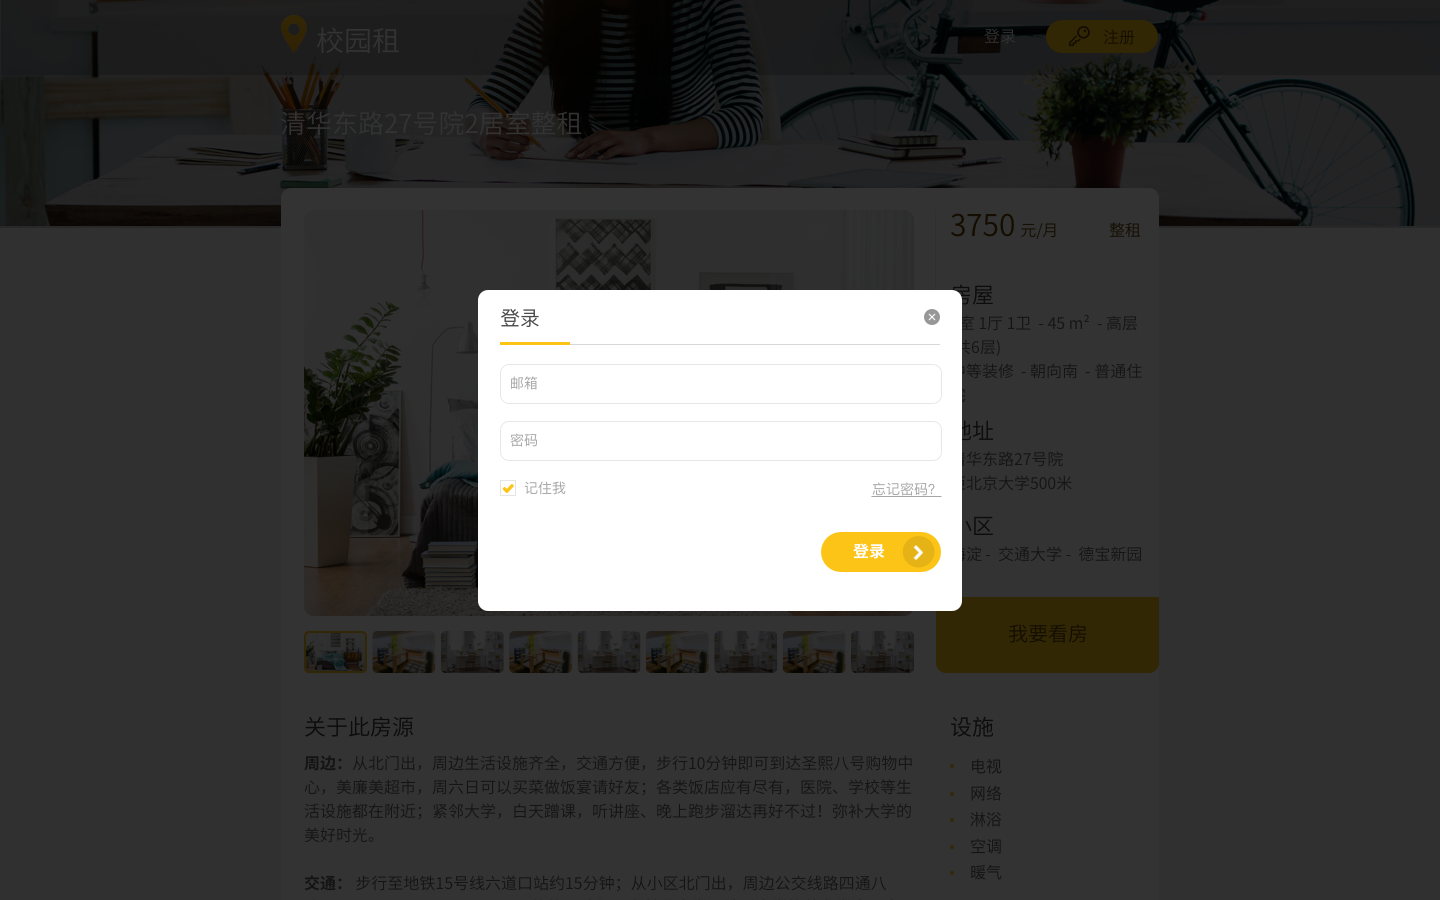 校园租
登录
注册
清华东路27号院2居室整租
3750 元/月 整租
房屋
室 1厅 1卫 - 45 m² - 高层
共6层)
等装修 - 朝向南 - 普通住
地址
华东路27号院
北京大学500米
小区
淀 - 交通大学 - 德宝新园
我要看房
登录
邮箱
密码
记住我
忘记密码?
登录
关于此房源
周边：从北门出，周边生活设施齐全，交通方便，步行10分钟即可到达圣熙八号购物中
心，美廉美超市，周六日可以买菜做饭宴请好友；各类饭店应有尽有，医院、学校等生
活设施都在附近；紧邻大学，白天蹭课，听讲座、晚上跑步溜达再好不过！弥补大学的
美好时光。
交通： 步行至地铁15号线六道口站约15分钟；从小区北门出，周边公交线路四通八
设施
• 电视
• 网络
• 淋浴
• 空调
• 暖气